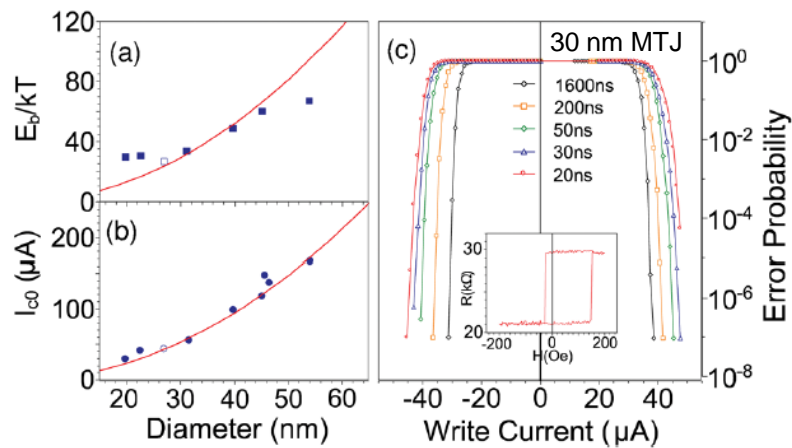 (a)
E_b/kT
120
80
40
0
(b)
I_c0 (μA)
200
100
0
20 30 40 50 60
Diameter (nm)
(c)
30 nm MTJ
1600ns
200ns
50ns
30ns
20ns
R(kΩ)
30
20
-200 0 200
H(Oe)
-40 -20 0 20 40
Write Current (μA)
10^0
10^-2
10^-4
10^-6
10^-8
Error Probability